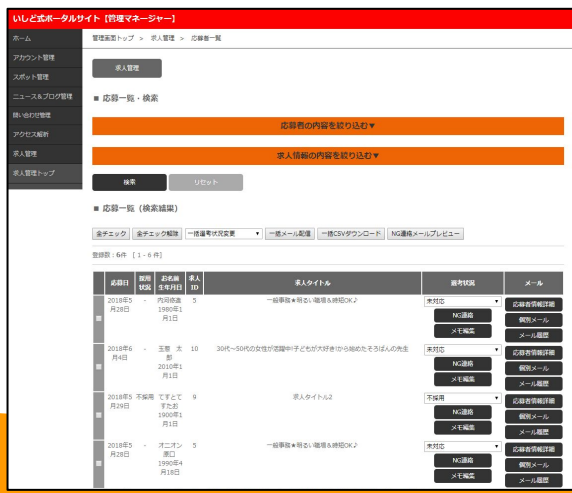 いしど式ポータルサイト【管理マネージャー】
ホーム
アカウント管理
スポット管理
ニュース&ブログ管理
問い合わせ管理
アクセス解析
求人管理
求人管理トップ
管理画面トップ > 求人管理 > 応募者一覧
求人管理
■ 応募一覧・検索
応募者の内容を絞り込む▼
求人情報の内容を絞り込む▼
検索 リセット
■ 応募一覧（検索結果）
全チェック 全チェック解除 一括選考状況変更 ▼ 一括メール配信 一括CSVダウンロード NG連絡メールプレビュー
登録数：6件 [ 1 - 6 件]
応募日 採用状況 お名前 生年月日 求人ID 求人タイトル 選考状況 メール
2018年5月28日 - 内河修造 1980年1月1日 5 一般事務★明るい職場&時短OK♪ 未対応 ▼ 応募者情報詳細
NG連絡 個別メール
メモ編集 メール履歴
2018年6月4日 - 玉葱 太郎 2010年1月1日 10 30代～50代の女性が活躍中!子どもが大好き!から始めたそろばんの先生 未対応 ▼ 応募者情報詳細
NG連絡 個別メール
メモ編集 メール履歴
2018年5月29日 不採用 てすとてすたお 1900年1月1日 9 求人タイトル2 不採用 ▼ 応募者情報詳細
NG連絡 個別メール
メモ編集 メール履歴
2018年5月28日 - オニオン 原口 1990年4月18日 5 一般事務★明るい職場&時短OK♪ 未対応 ▼ 応募者情報詳細
NG連絡 個別メール
メモ編集 メール履歴